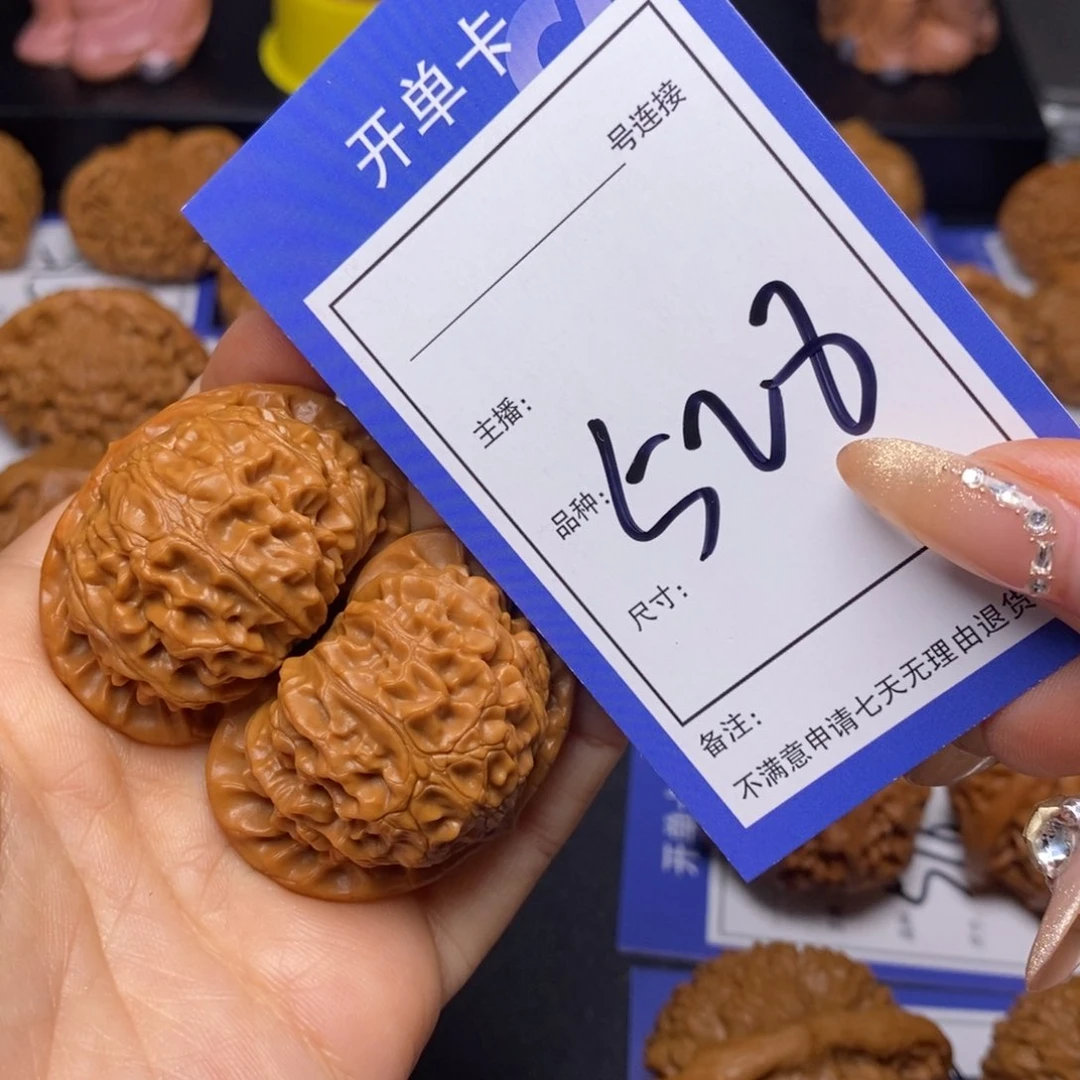 开单卡
号连接
主播：
品种：
520
尺寸：
备注：
不满意申请七天无理由退货